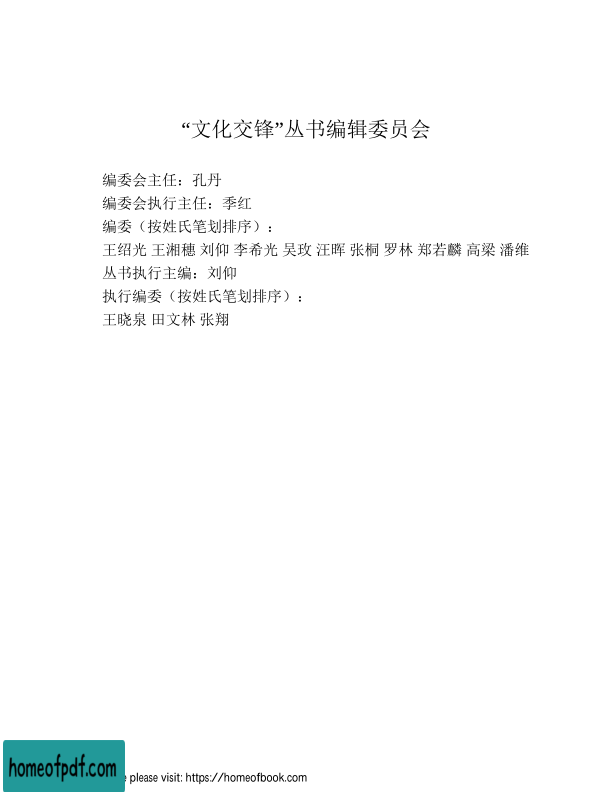 “文化交锋”丛书编辑委员会
编委会主任：孔丹
编委会执行主任：季红
编委（按姓氏笔划排序）：
王绍光 王湘穗 刘仰 李希光 吴玫 汪晖 张桐 罗林 郑若麟 高梁 潘维
丛书执行主编：刘仰
执行编委（按姓氏笔划排序）：
王晓泉 田文林 张翔
homeofpdf.com
please visit: https://homeofbook.com